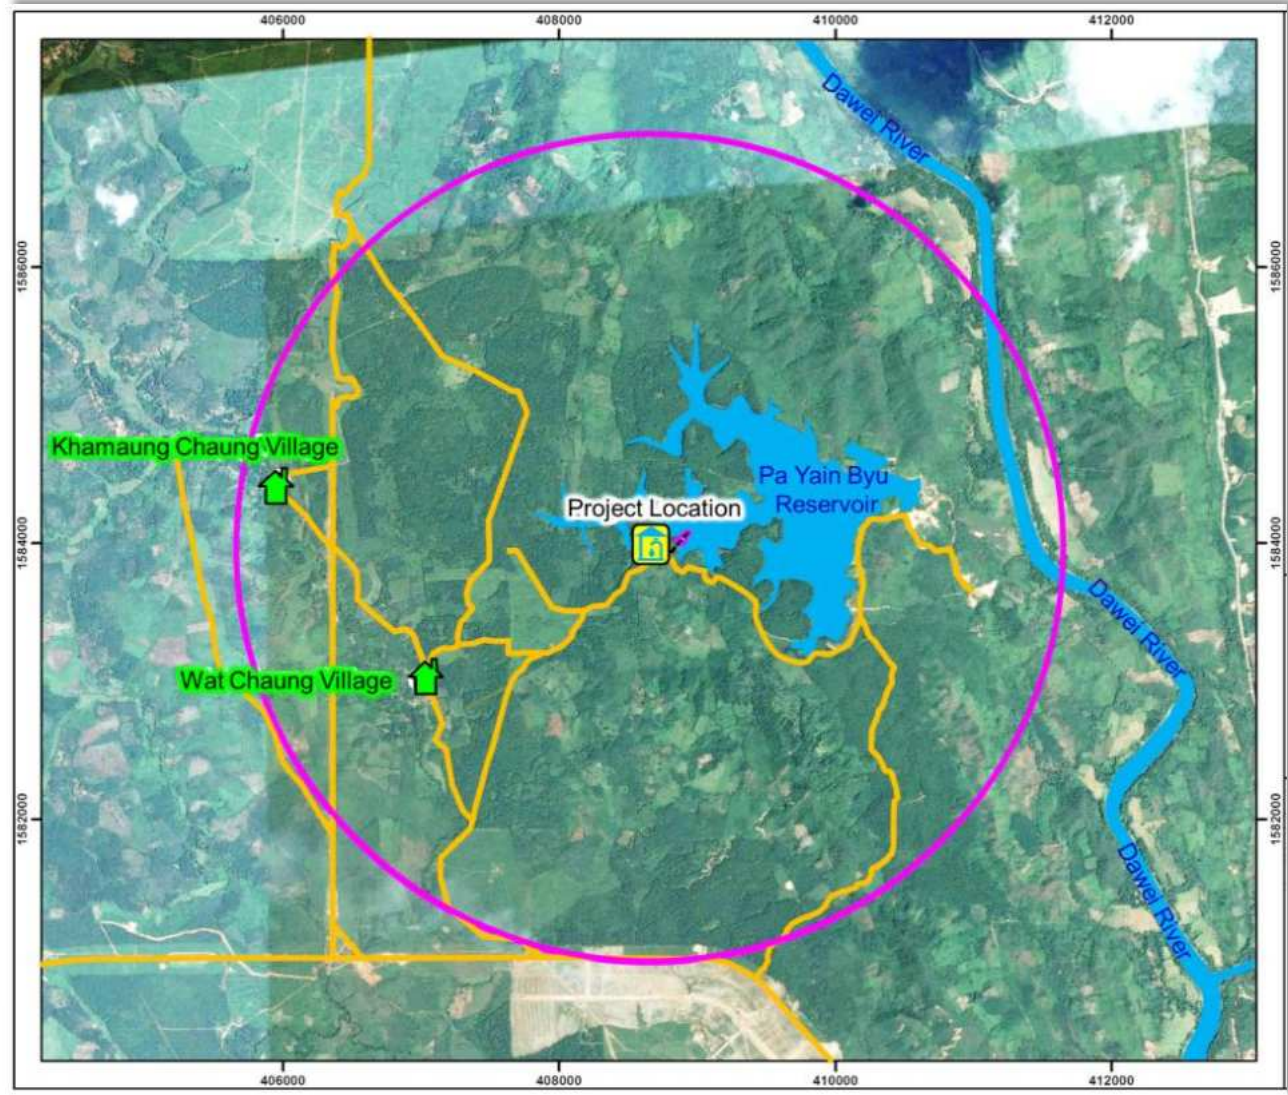 406000
408000
410000
412000
Dawei River
1586000
1586000
Khamaung Chaung Village
Pa Yain Byu
Reservoir
Project Location
1584000
1584000
Dawei River
Wat Chaung Village
1582000
1582000
Dawei River
406000
408000
410000
412000